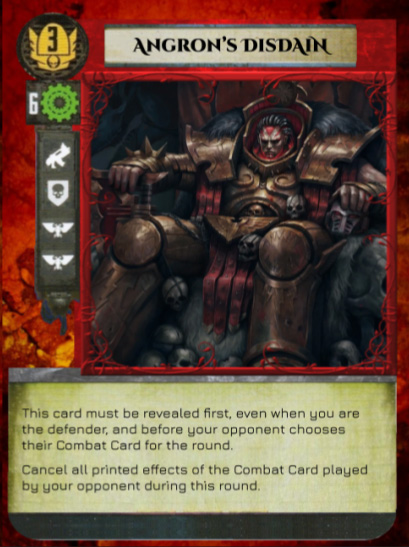 3
ANGRON'S DISDAIN
6
This card must be revealed first, even when you are
the defender, and before your opponent chooses
their Combat Card for the round.
Cancel all printed effects of the Combat Card played
by your opponent during this round.